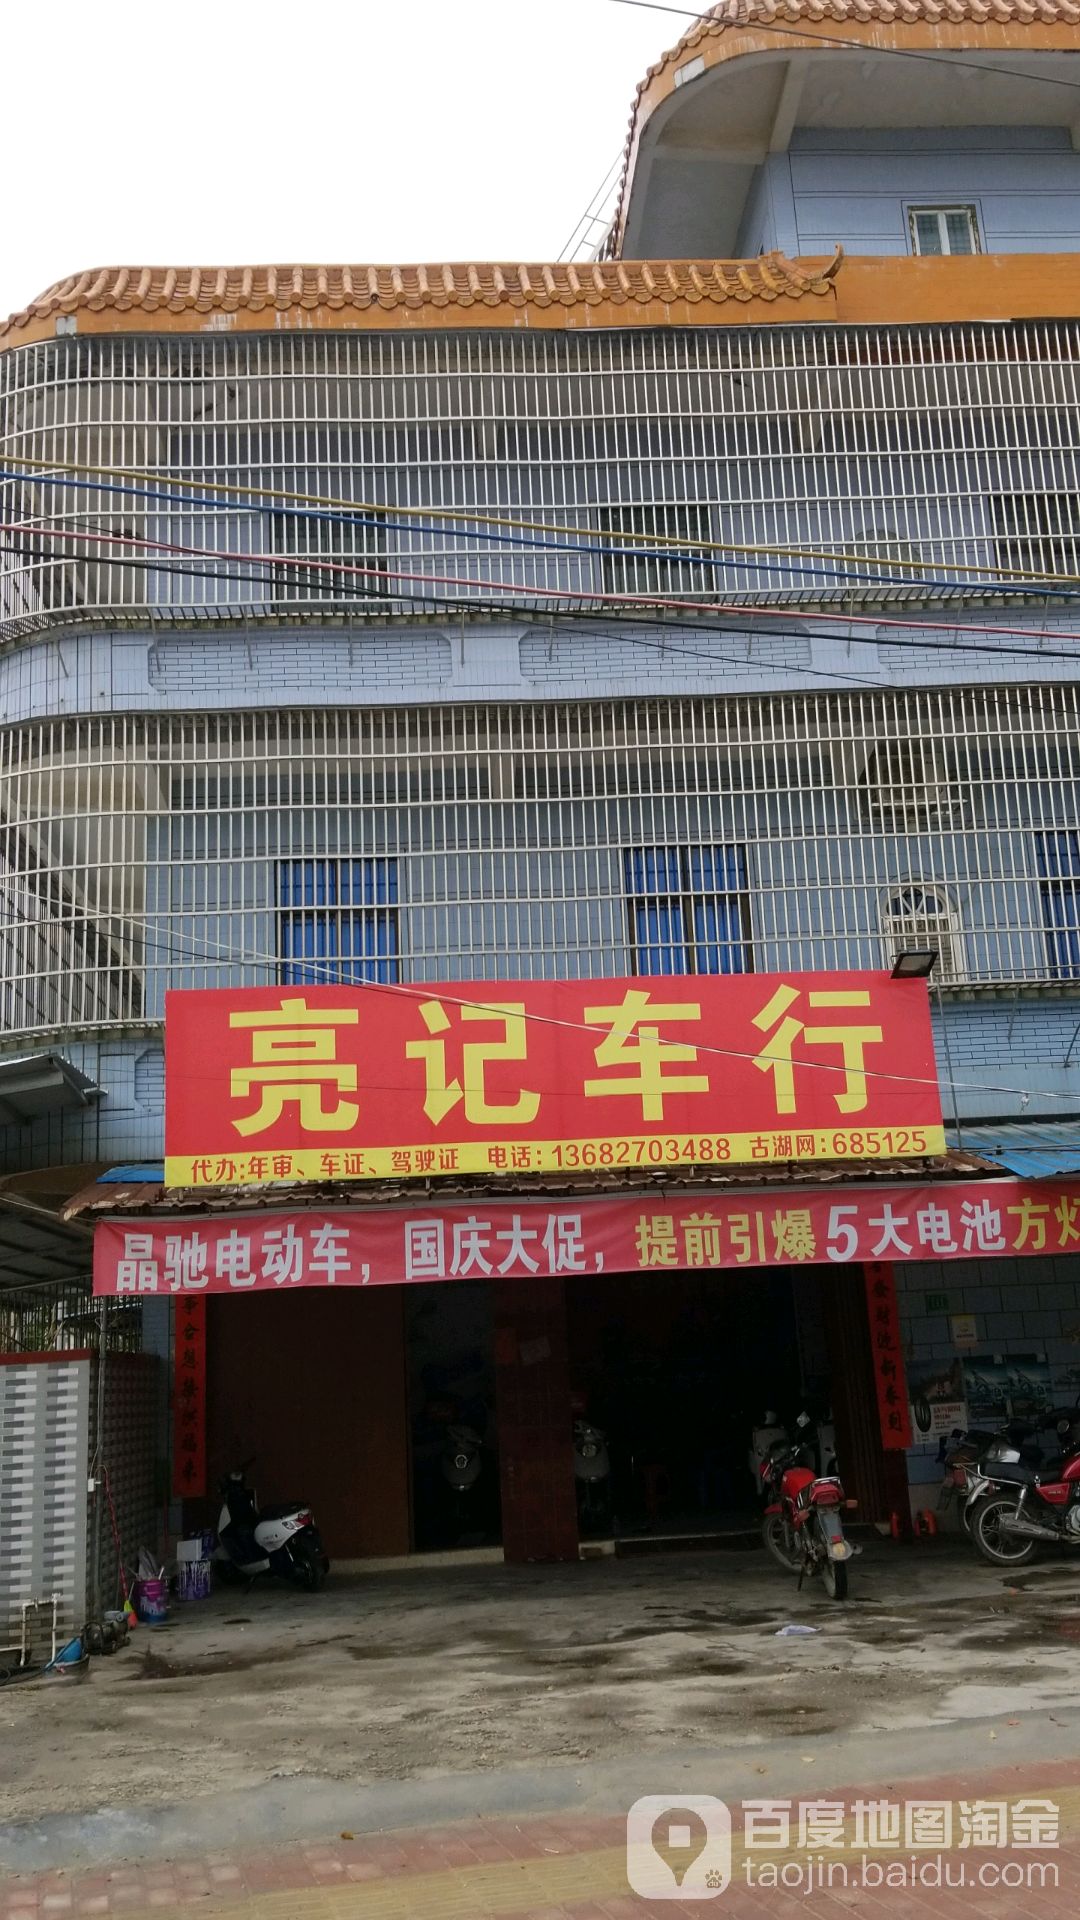 亮记车行
代办:年审、车证、驾驶证 电话:13682703488 古湖网:685125
晶驰电动车,国庆大促,提前引爆5大电池方
百度地图淘金
taojin.baidu.com